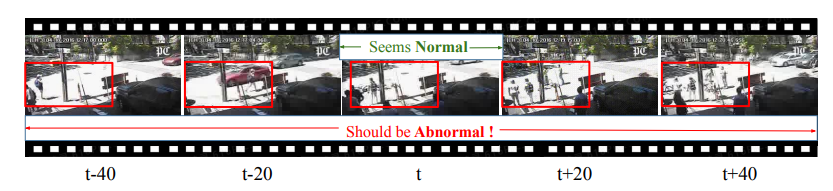 Seems Normal
Should be Abnormal !
t-40
t-20
t
t+20
t+40